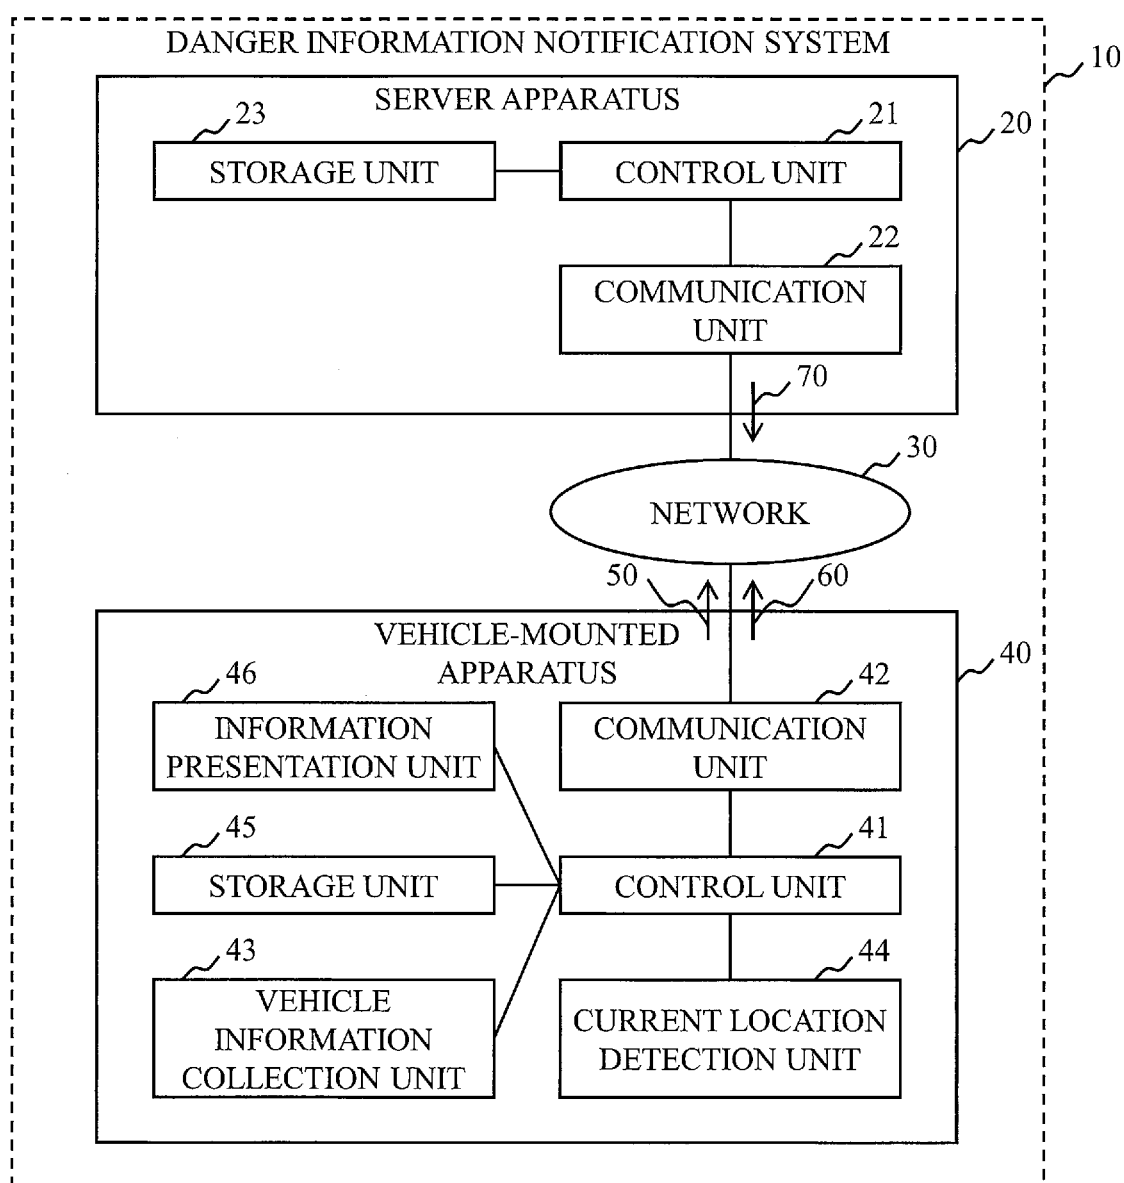 DANGER INFORMATION NOTIFICATION SYSTEM
10
SERVER APPARATUS
20
23
21
STORAGE UNIT
CONTROL UNIT
22
COMMUNICATION
UNIT
70
30
NETWORK
50
60
VEHICLE-MOUNTED
APPARATUS
40
46
42
INFORMATION
PRESENTATION UNIT
COMMUNICATION
UNIT
45
41
STORAGE UNIT
CONTROL UNIT
43
44
VEHICLE
INFORMATION
COLLECTION UNIT
CURRENT LOCATION
DETECTION UNIT